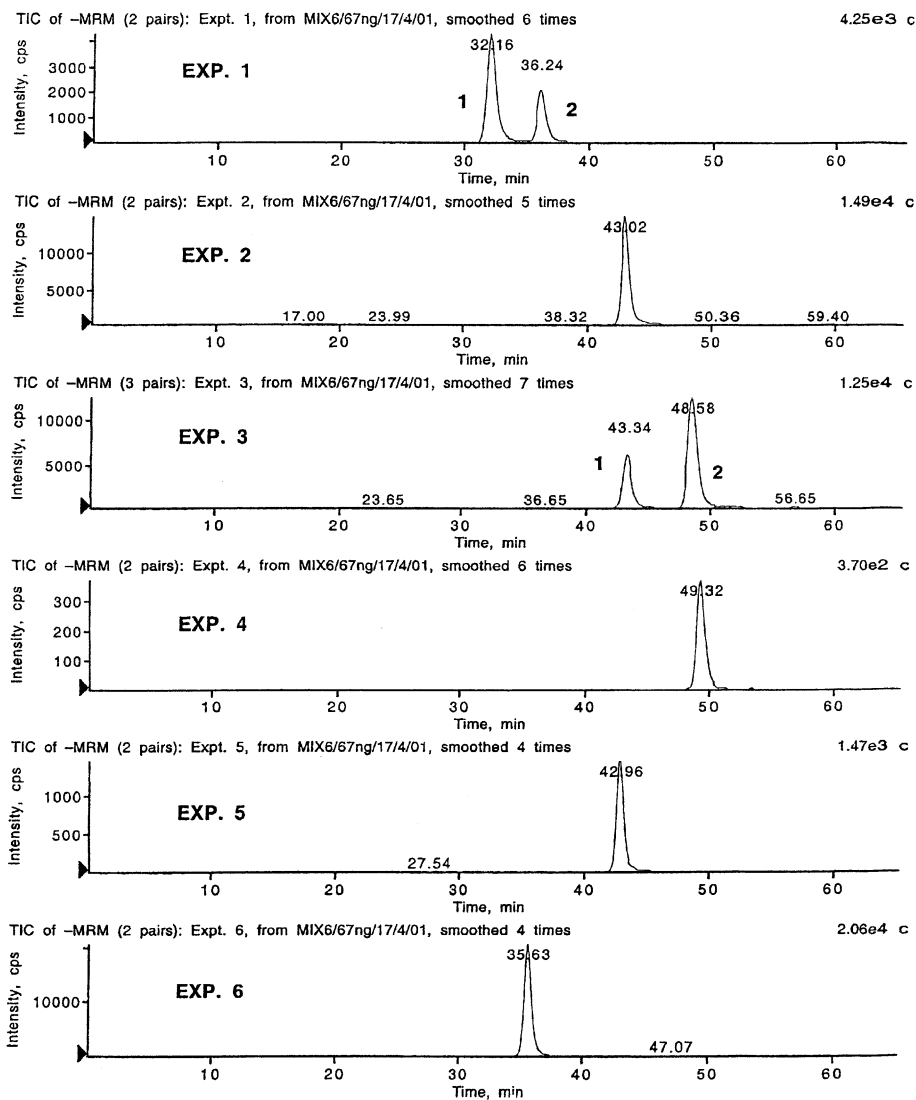 TIC of -MRM (2 pairs): Expt. 1, from MIX6/67ng/17/4/01, smoothed 6 times 4.25e3 c
Intensity, cps
3000
2000
1000
EXP. 1
32.16
36.24
1
2
10 20 30 40 50 60
Time, min
TIC of -MRM (2 pairs): Expt. 2, from MIX6/67ng/17/4/01, smoothed 5 times 1.49e4 c
Intensity, cps
10000
5000
EXP. 2
43.02
17.00 23.99 38.32 50.36 59.40
10 20 30 40 50 60
Time, min
TIC of -MRM (3 pairs): Expt. 3, from MIX6/67ng/17/4/01, smoothed 7 times 1.25e4 c
Intensity, cps
10000
5000
EXP. 3
48.58
43.34
1
2
23.65 36.65 56.65
10 20 30 40 50 60
Time, min
TIC of -MRM (2 pairs): Expt. 4, from MIX6/67ng/17/4/01, smoothed 6 times 3.70e2 c
Intensity, cps
300
200
100
EXP. 4
49.32
10 20 30 40 50 60
Time, min
TIC of -MRM (2 pairs): Expt. 5, from MIX6/67ng/17/4/01, smoothed 4 times 1.47e3 c
Intensity, cps
1000
500
EXP. 5
42.96
27.54
10 20 30 40 50 60
Time, min
TIC of -MRM (2 pairs): Expt. 6, from MIX6/67ng/17/4/01, smoothed 4 times 2.06e4 c
Intensity, cps
10000
EXP. 6
35.63
47.07
10 20 30 40 50 60
Time, min